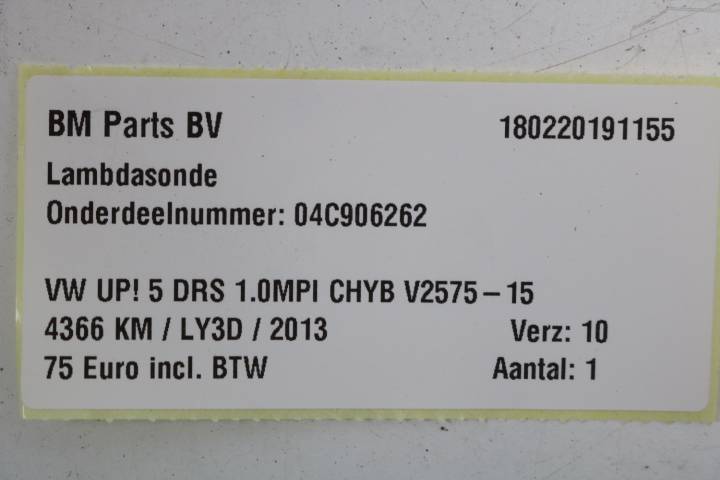 BM Parts BV 180220191155
Lambdasonde
Onderdeelnummer: 04C906262
VW UP! 5 DRS 1.0MPI CHYB V2575-15
4366 KM / LY3D / 2013 Verz: 10
75 Euro incl. BTW Aantal: 1